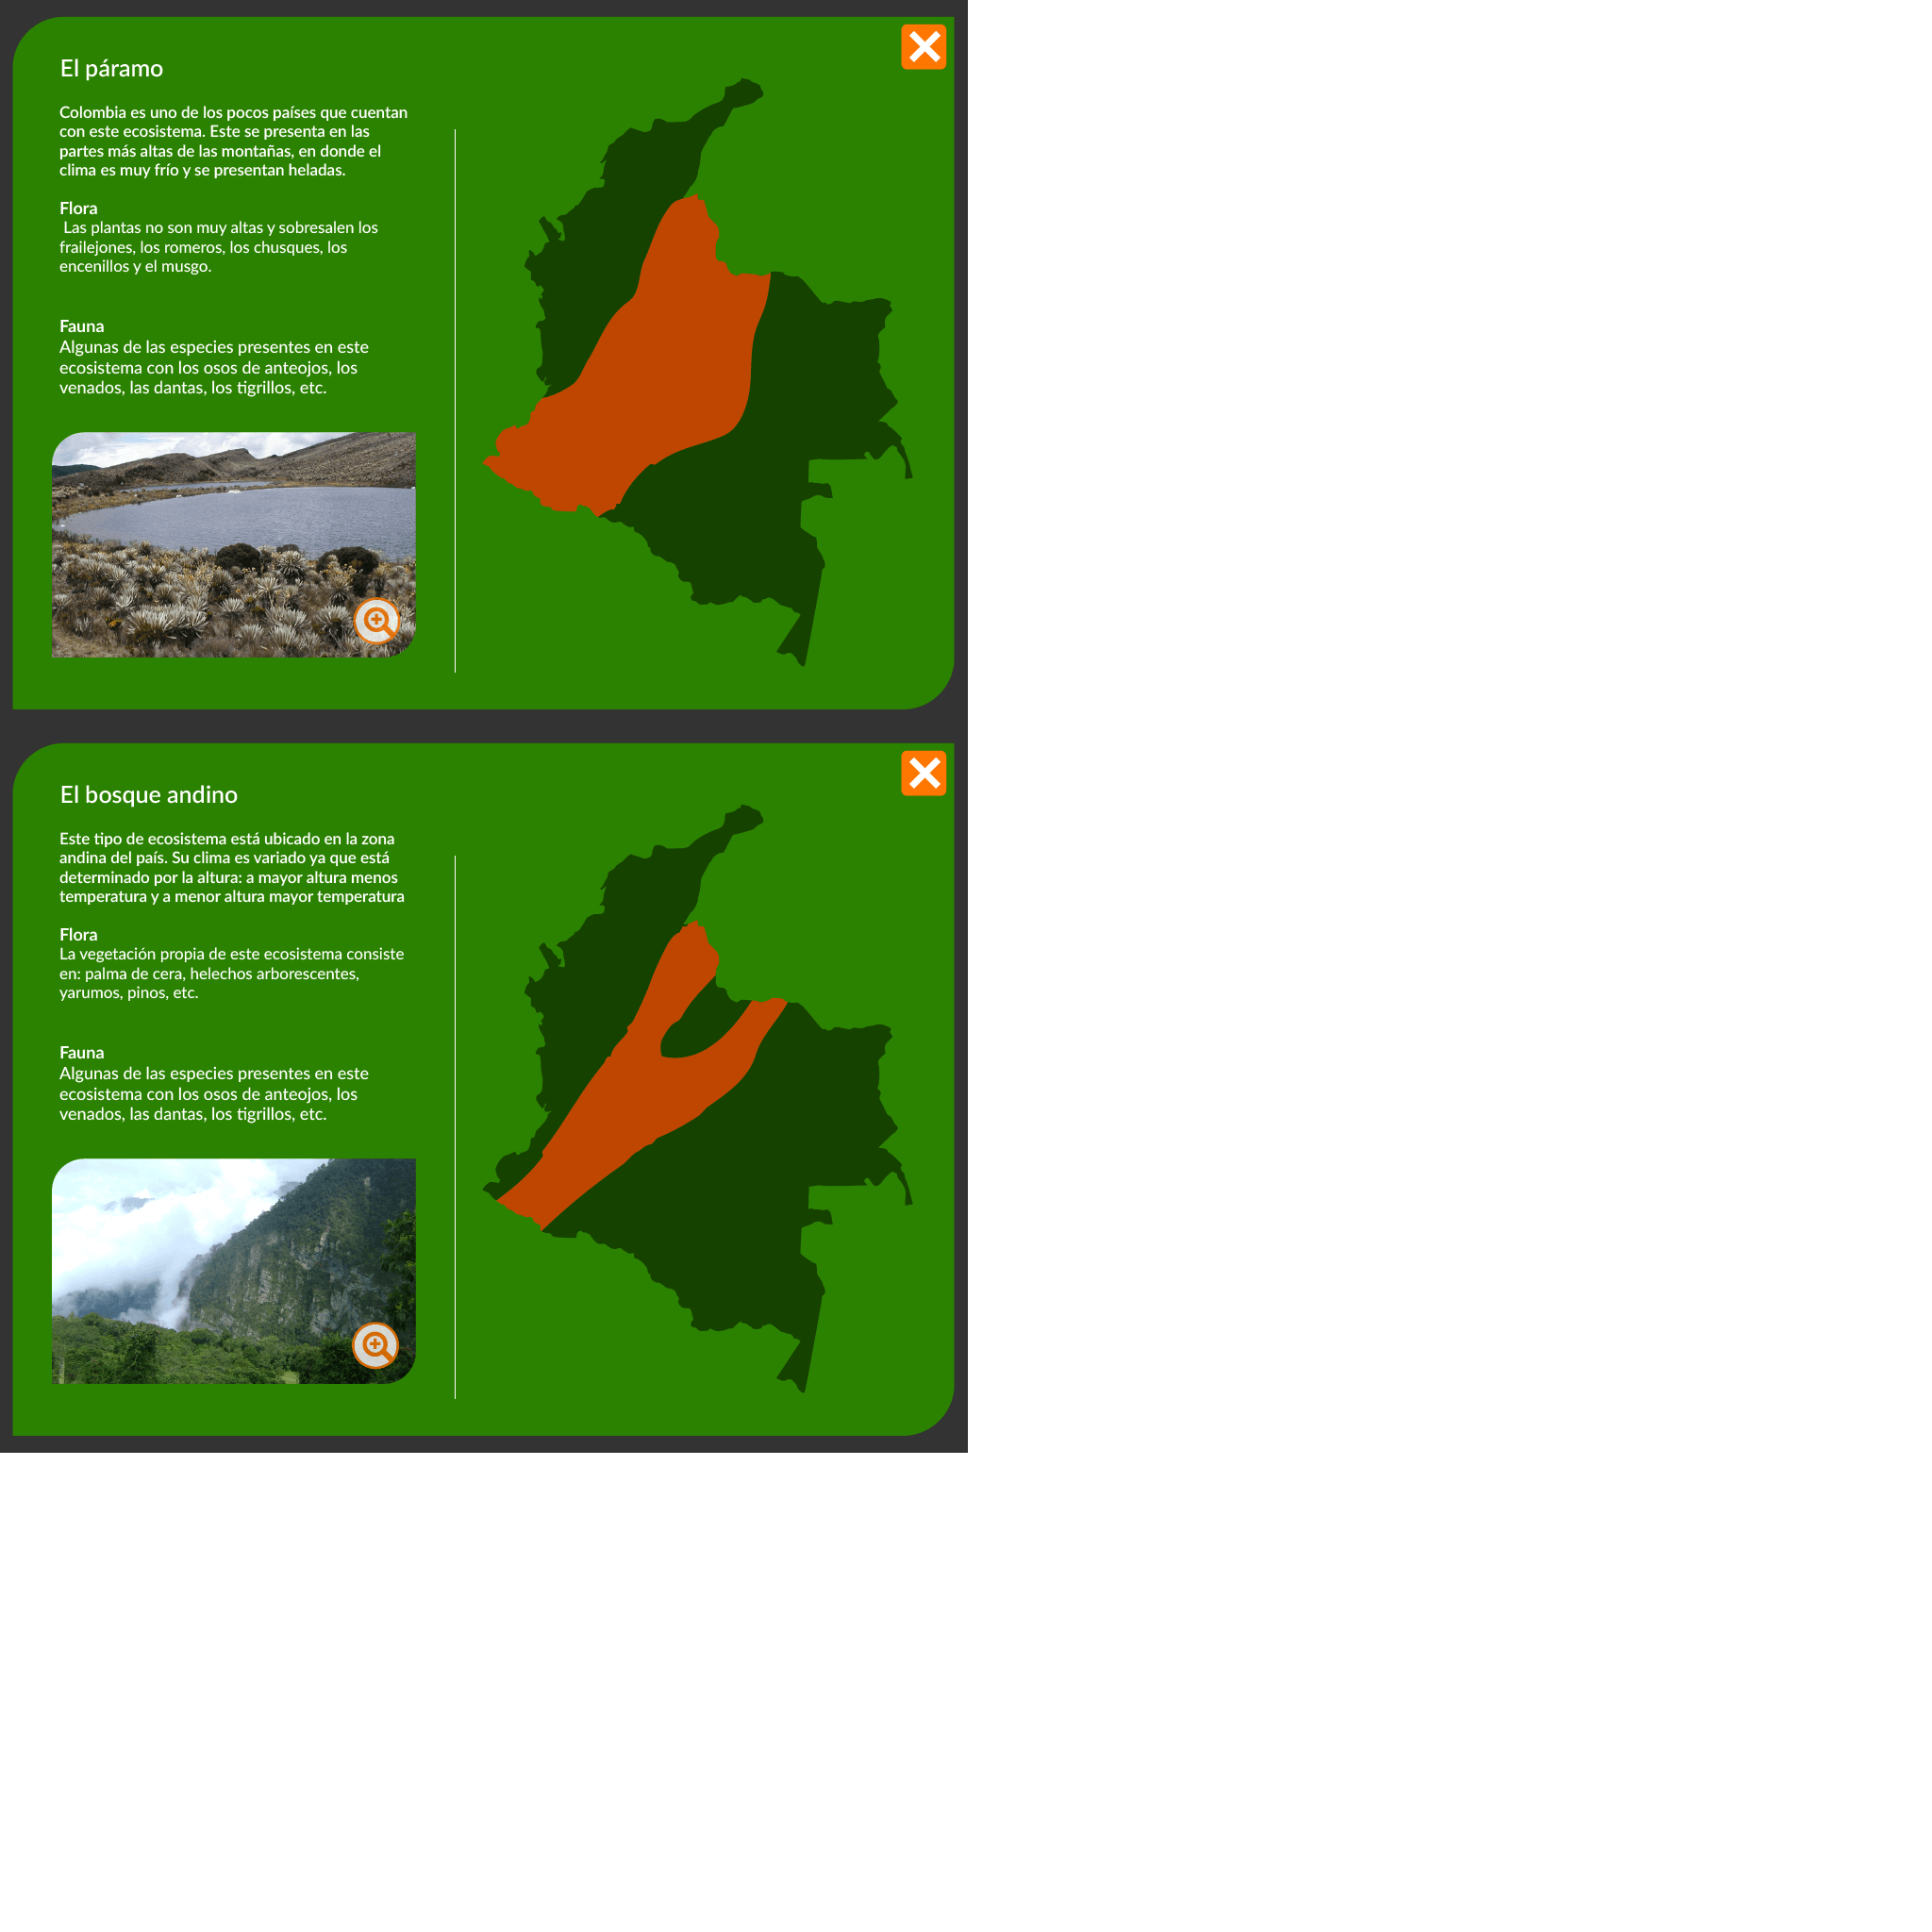 El páramo
Colombia es uno de los pocos países que cuentan
con este ecosistema. Este se presenta en las
partes más altas de las montañas, en donde el
clima es muy frío y se presentan heladas.
Flora
Las plantas no son muy altas y sobresalen los
frailejones, los romeros, los chusques, los
encenillos y el musgo.
Fauna
Algunas de las especies presentes en este
ecosistema con los osos de anteojos, los
venados, las dantas, los tigrillos, etc.
El bosque andino
Este tipo de ecosistema está ubicado en la zona
andina del país. Su clima es variado ya que está
determinado por la altura: a mayor altura menos
temperatura y a menor altura mayor temperatura
Flora
La vegetación propia de este ecosistema consiste
en: palma de cera, helechos arborescentes,
yarumos, pinos, etc.
Fauna
Algunas de las especies presentes en este
ecosistema con los osos de anteojos, los
venados, las dantas, los tigrillos, etc.